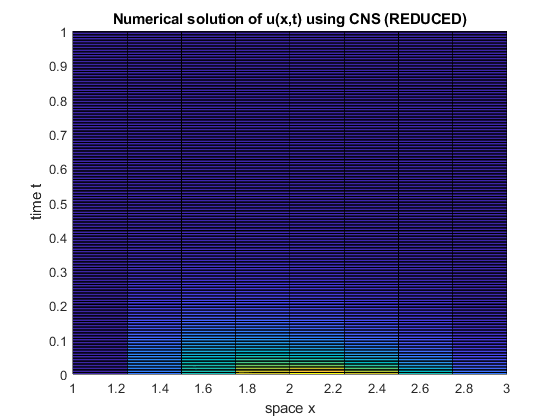 Numerical solution of u(x,t) using CNS (REDUCED)
1
0.9
0.8
0.7
0.6
0.5
0.4
0.3
0.2
0.1
0
time t
1 1.2 1.4 1.6 1.8 2 2.2 2.4 2.6 2.8 3
space x